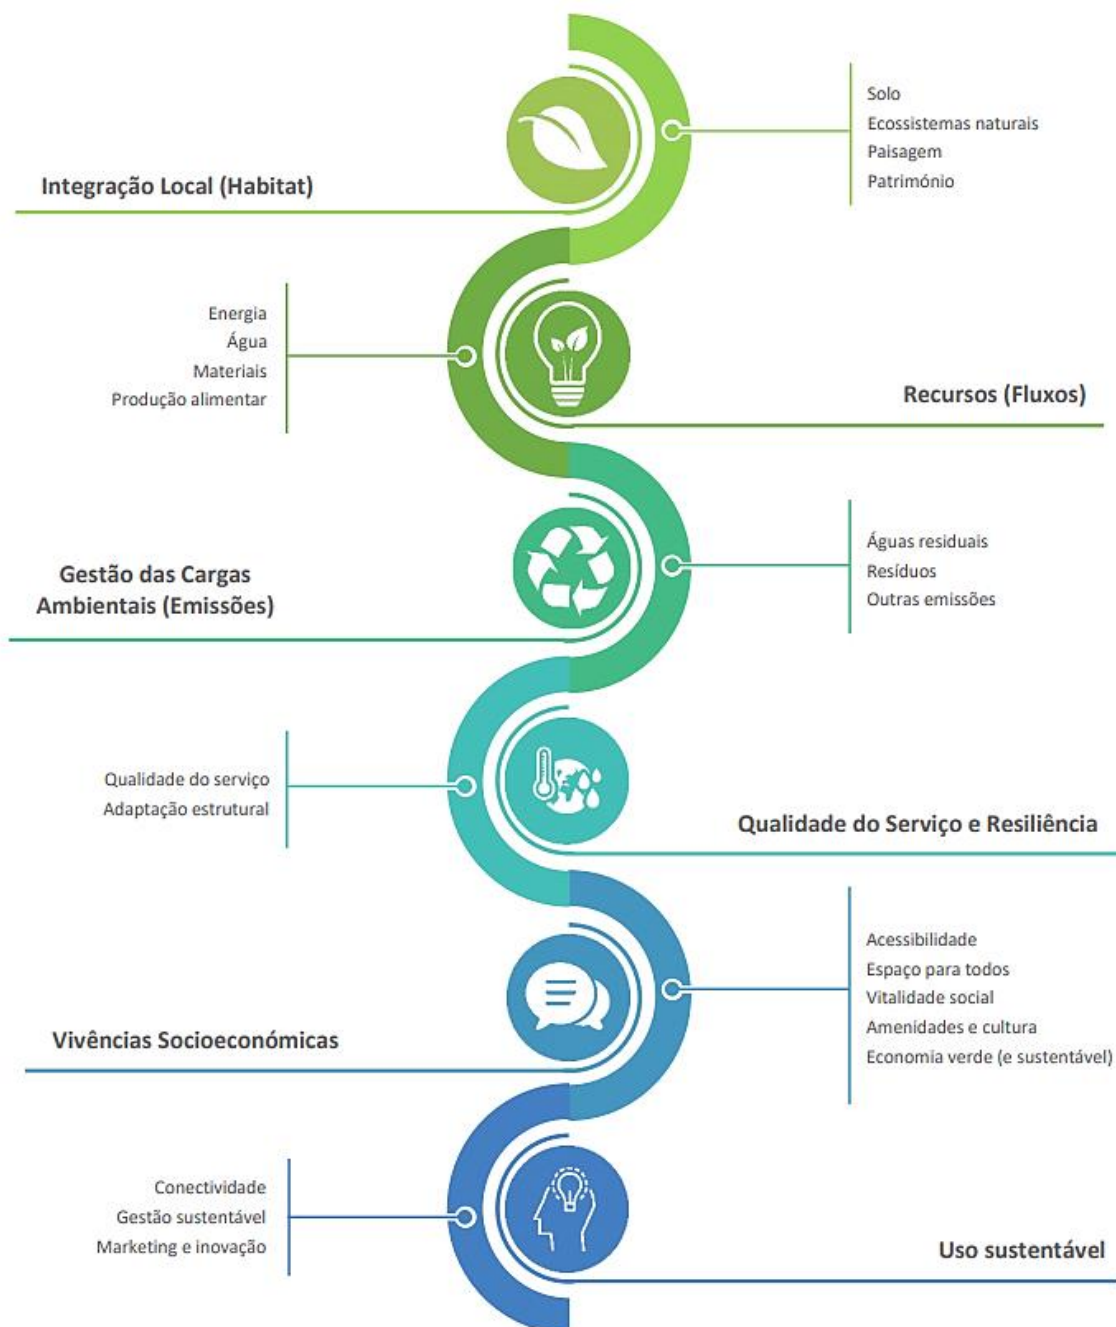 Solo
Ecossistemas naturais
Paisagem
Património
Integração Local (Habitat)
Energia
Água
Materiais
Produção alimentar
Recursos (Fluxos)
Águas residuais
Resíduos
Outras emissões
Gestão das Cargas
Ambientais (Emissões)
Qualidade do serviço
Adaptação estrutural
Qualidade do Serviço e Resiliência
Acessibilidade
Espaço para todos
Vitalidade social
Amenidades e cultura
Economia verde (e sustentável)
Vivências Socioeconómicas
Conectividade
Gestão sustentável
Marketing e inovação
Uso sustentável